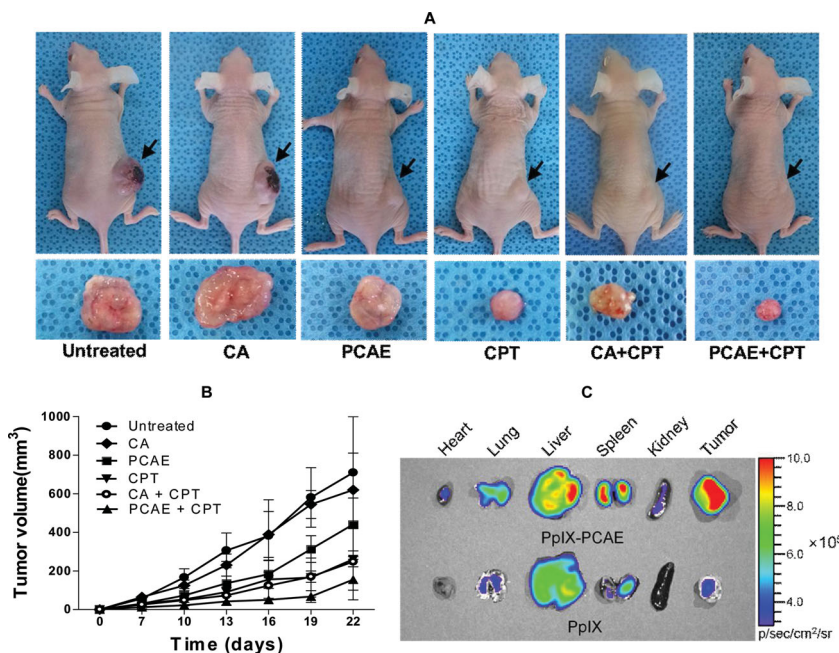 A
Untreated CA PCAE CPT CA+CPT PCAE+CPT
B
Tumor volume(mm³)
1000
800
600
400
200
0
Untreated
CA
PCAE
CPT
CA + CPT
PCAE + CPT
0 7 10 13 16 19 22
Time (days)
C
Heart Lung Liver Spleen Kidney Tumor
PpIX-PCAE
PpIX
10.0
8.0
6.0
4.0
p/sec/cm²/sr